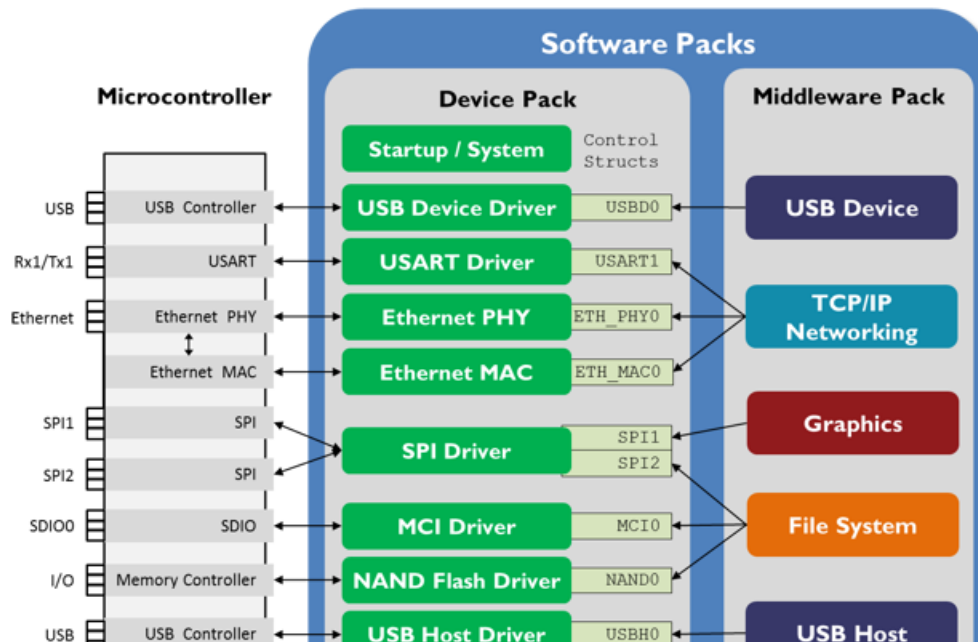 Software Packs
Microcontroller
Device Pack
Middleware Pack
Startup / System
Control
Structs
USB
USB Controller
USB Device Driver
USBD0
USB Device
Rx1/Tx1
USART
USART Driver
USART1
Ethernet
Ethernet PHY
Ethernet PHY
ETH_PHY0
TCP/IP
Networking
Ethernet MAC
Ethernet MAC
ETH_MAC0
SPI1
SPI
SPI Driver
SPI1
Graphics
SPI2
SPI
SPI2
SDIO0
SDIO
MCI Driver
MCI0
File System
I/O
Memory Controller
NAND Flash Driver
NAND0
USB
USB Controller
USB Host Driver
USBH0
USB Host